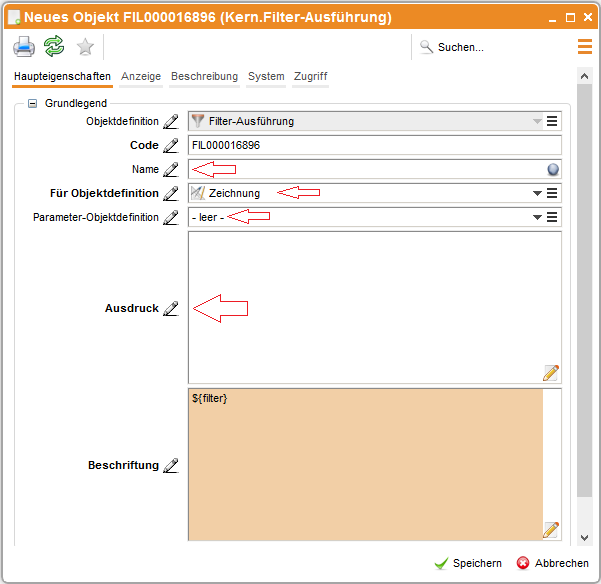 Neues Objekt FIL000016896 (Kern.Filter-Ausführung)
Suchen...
Haupteigenschaften Anzeige Beschreibung System Zugriff
Grundlegend
Objektdefinition Filter-Ausführung
Code FIL000016896
Name
Für Objektdefinition Zeichnung
Parameter-Objektdefinition - leer -
Ausdruck
${filter}
Beschriftung
Speichern Abbrechen